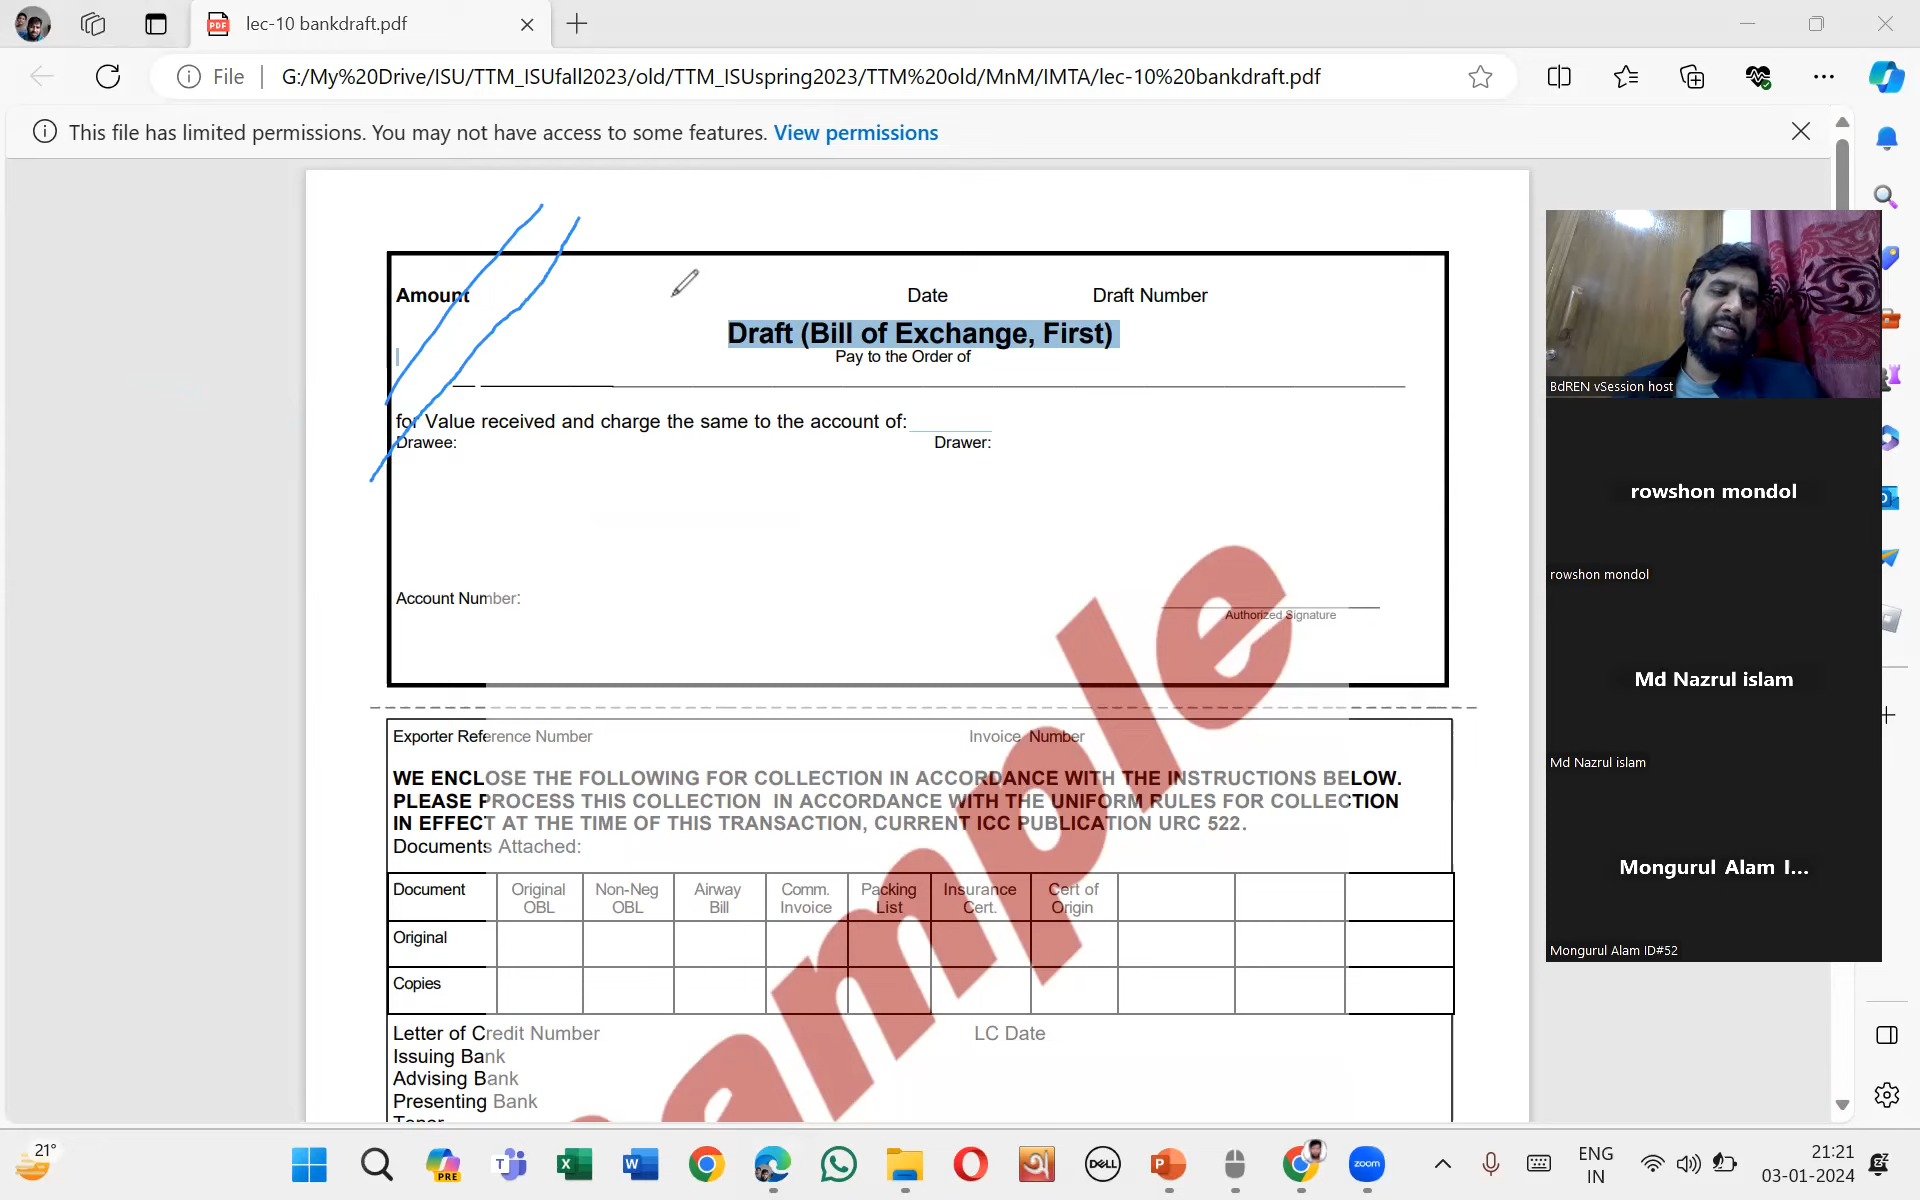 lec-10 bankdraft.pdf
File
G:/My%20Drive/ISU/TTM_ISUfall2023/old/TTM_ISUspring2023/TTM%20old/MnM/IMTA/lec-10%20bankdraft.pdf
This file has limited permissions. You may not have access to some features. View permissions
Amount Date Draft Number
Draft (Bill of Exchange, First)
Pay to the Order of
for Value received and charge the same to the account of:
Drawee: Drawer:
Account Number:
Authorized Signature
Exporter Reference Number Invoice Number
WE ENCLOSE THE FOLLOWING FOR COLLECTION IN ACCORDANCE WITH THE INSTRUCTIONS BELOW.
PLEASE PROCESS THIS COLLECTION IN ACCORDANCE WITH THE UNIFORM RULES FOR COLLECTION
IN EFFECT AT THE TIME OF THIS TRANSACTION, CURRENT ICC PUBLICATION URC 522.
Documents Attached:
Document Original OBL Non-Neg OBL Airway Bill Comm. Invoice Packing List Insurance Cert. Cert of Origin
Original
Copies
Letter of Credit Number LC Date
Issuing Bank
Advising Bank
Presenting Bank
Tenor
ample
BdREN vSession host
rowshon mondol
rowshon mondol
Md Nazrul islam
Md Nazrul islam
Mongurul Alam I...
Mongurul Alam ID#52
21°
PRE
DELL
zoom
ENG
IN
21:21
03-01-2024